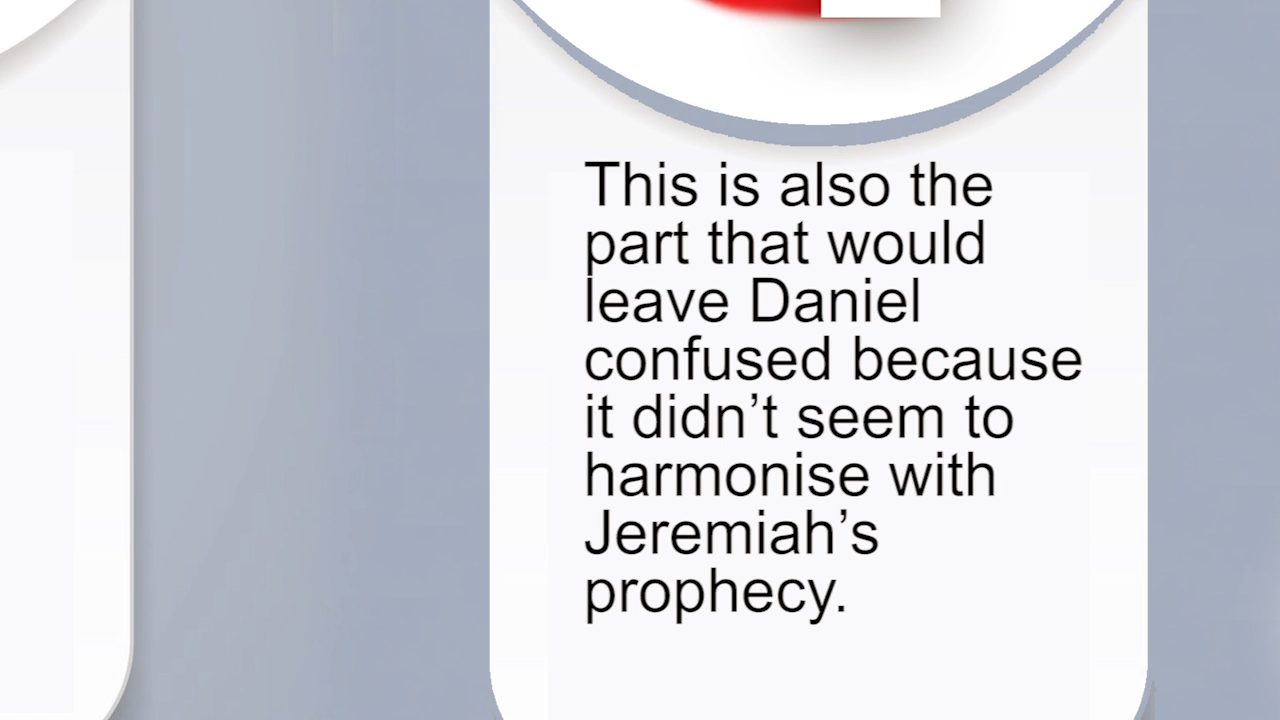 This is also the
part that would
leave Daniel
confused because
it didn’t seem to
harmonise with
Jeremiah’s
prophecy.